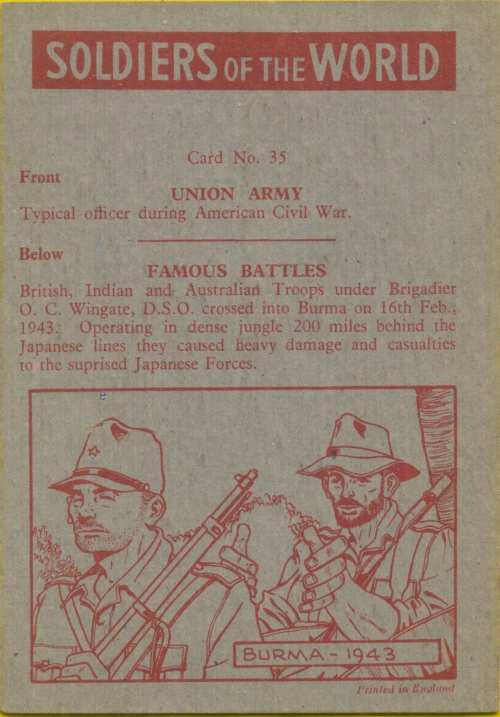 SOLDIERS OF THE WORLD
Card No. 35
Front
UNION ARMY
Typical officer during American Civil War.
Below
FAMOUS BATTLES
British, Indian and Australian Troops under Brigadier
O. C. Wingate, D.S.O. crossed into Burma on 16th Feb.,
1943. Operating in dense jungle 200 miles behind the
Japanese lines they caused heavy damage and casualties
to the suprised Japanese Forces.
BURMA - 1943
Printed in England